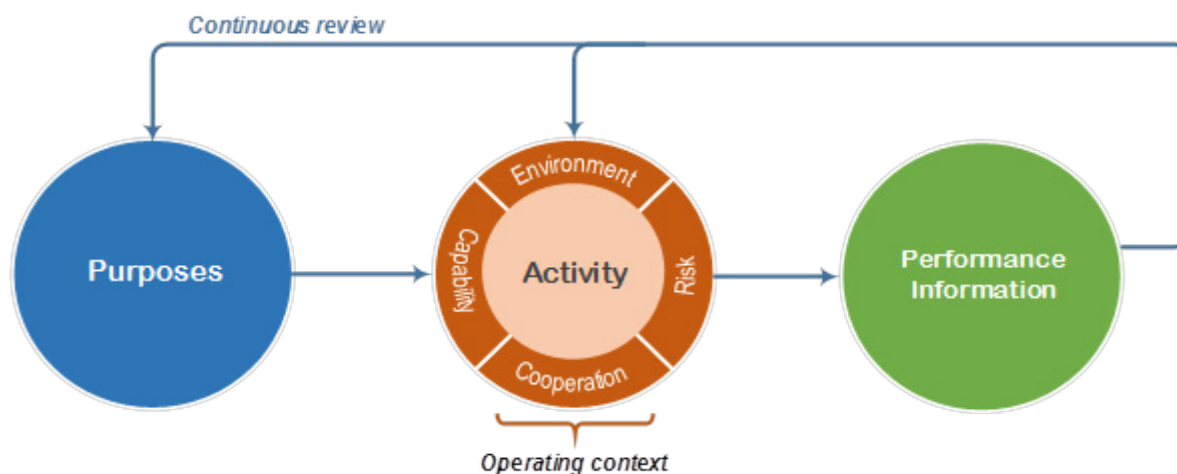 Continuous review
Purposes
Environment
Capability
Activity
Risk
Cooperation
Performance
Information
Operating context